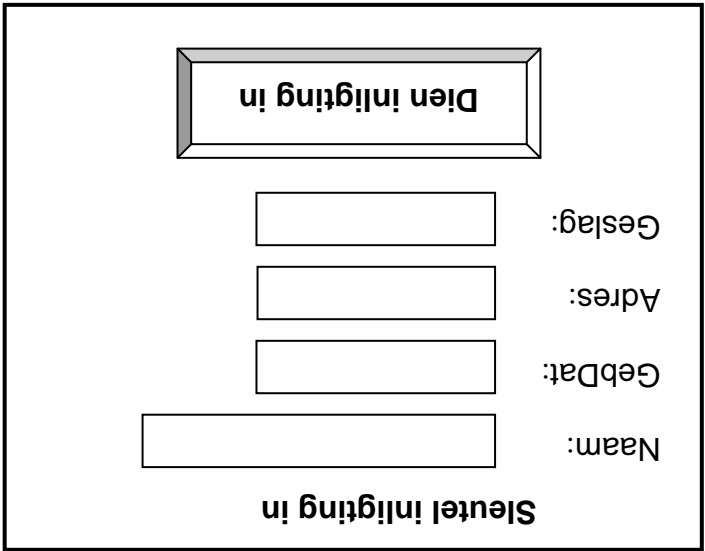 Sleutel inligting in
Naam:
GebDat:
Adres:
Geslag:
Dien inligting in